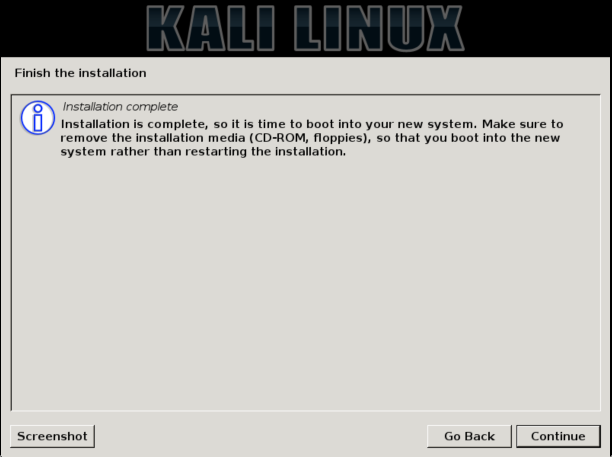 KALI LINUX
Finish the installation
Installation complete
Installation is complete, so it is time to boot into your new system. Make sure to
remove the installation media (CD-ROM, floppies), so that you boot into the new
system rather than restarting the installation.
Screenshot
Go Back
Continue